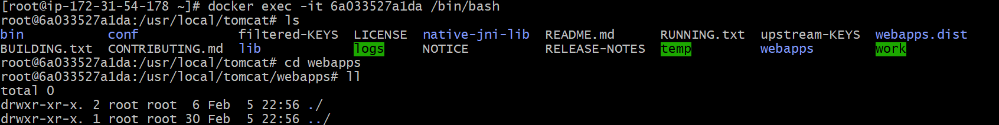 [root@ip-172-31-54-178 ~]# docker exec -it 6a033527a1da /bin/bash
root@6a033527a1da:/usr/local/tomcat# ls
bin           conf             filtered-KEYS  LICENSE  native-jni-lib  README.md      RUNNING.txt  upstream-KEYS  webapps.dist
BUILDING.txt  CONTRIBUTING.md  lib            logs     NOTICE          RELEASE-NOTES  temp         webapps        work
root@6a033527a1da:/usr/local/tomcat# cd webapps
root@6a033527a1da:/usr/local/tomcat/webapps# ll
total 0
drwxr-xr-x. 2 root root  6 Feb  5 22:56 ./
drwxr-xr-x. 1 root root 30 Feb  5 22:56 ../